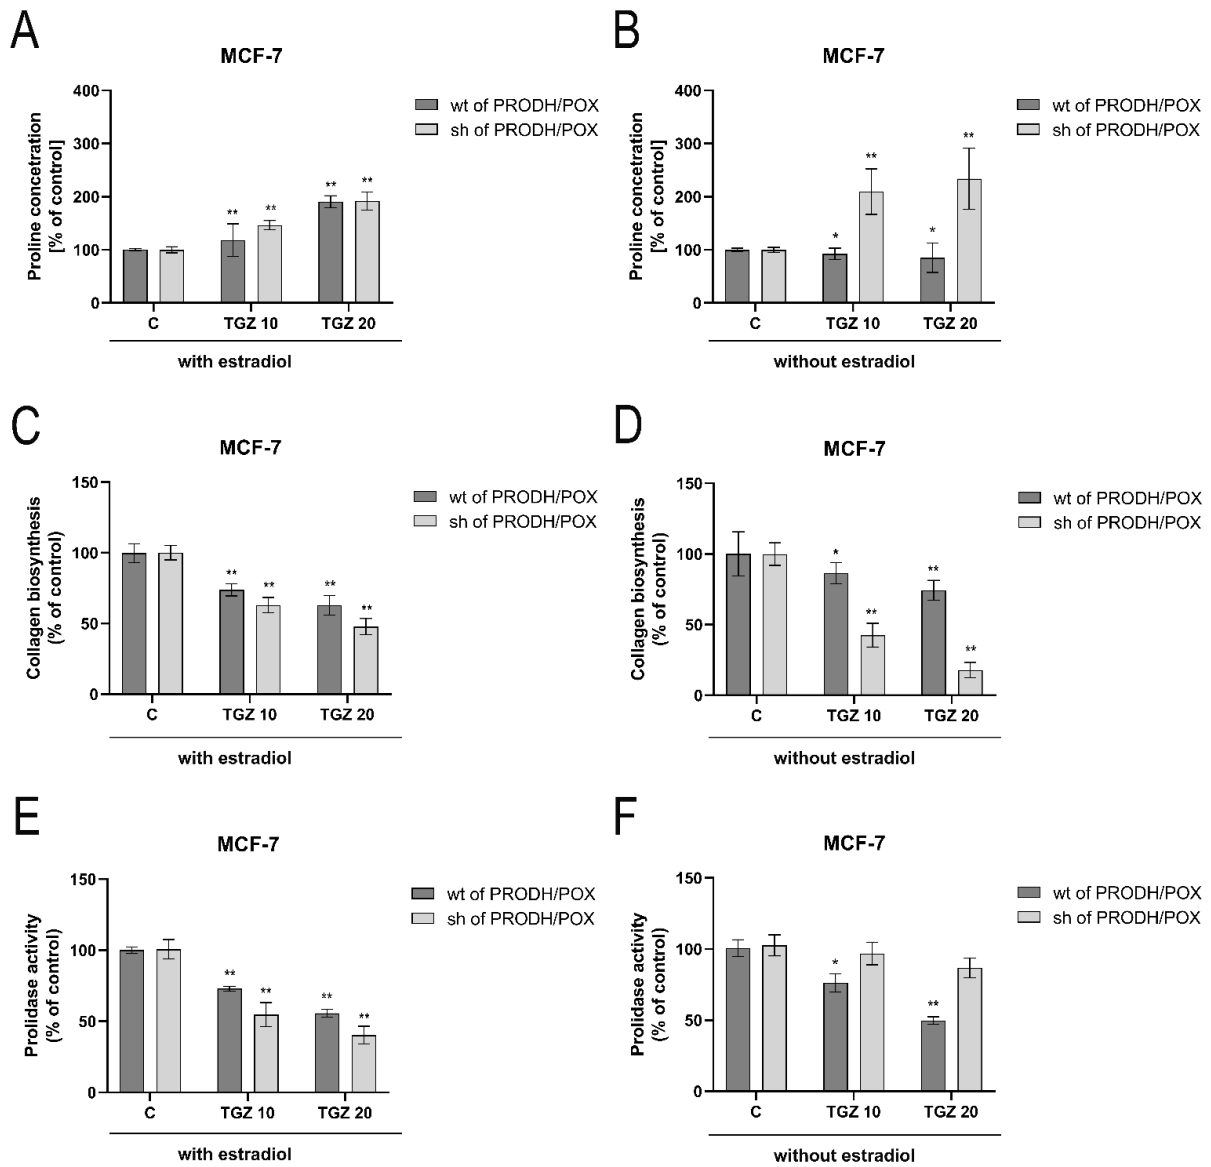 A
MCF-7
Proline concetration
[% of control]
400
300
200
100
0
** ** ** **
C TGZ 10 TGZ 20
with estradiol
wt of PRODH/POX
sh of PRODH/POX
B
MCF-7
Proline concetration
[% of control]
400
300
200
100
0
* ** * **
C TGZ 10 TGZ 20
without estradiol
wt of PRODH/POX
sh of PRODH/POX
C
MCF-7
Collagen biosynthesis
(% of control)
150
100
50
0
** ** ** **
C TGZ 10 TGZ 20
with estradiol
wt of PRODH/POX
sh of PRODH/POX
D
MCF-7
Collagen biosynthesis
(% of control)
150
100
50
0
* ** ** **
C TGZ 10 TGZ 20
without estradiol
wt of PRODH/POX
sh of PRODH/POX
E
MCF-7
Prolidase activity
(% of control)
150
100
50
0
** ** ** **
C TGZ 10 TGZ 20
with estradiol
wt of PRODH/POX
sh of PRODH/POX
F
MCF-7
Prolidase activity
(% of control)
150
100
50
0
* **
C TGZ 10 TGZ 20
without estradiol
wt of PRODH/POX
sh of PRODH/POX